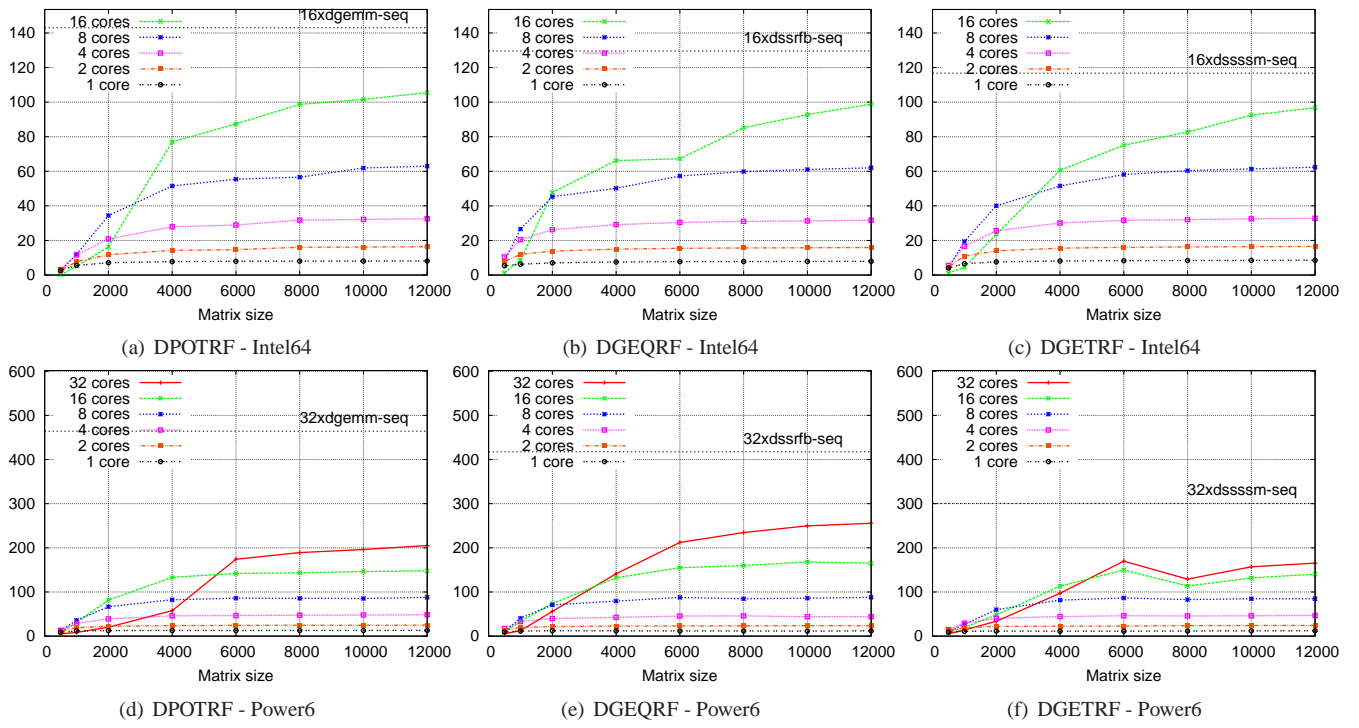 16xdgemm-seq
16 cores
8 cores
4 cores
2 cores
1 core
140
120
100
80
60
40
20
0
0 2000 4000 6000 8000 10000 12000
Matrix size
(a) DPOTRF - Intel64
16xdssrfb-seq
16 cores
8 cores
4 cores
2 cores
1 core
140
120
100
80
60
40
20
0
0 2000 4000 6000 8000 10000 12000
Matrix size
(b) DGEQRF - Intel64
16xdssssm-seq
16 cores
8 cores
4 cores
2 cores
1 core
140
120
100
80
60
40
20
0
0 2000 4000 6000 8000 10000 12000
Matrix size
(c) DGETRF - Intel64
32xdgemm-seq
32 cores
16 cores
8 cores
4 cores
2 cores
1 core
600
500
400
300
200
100
0
0 2000 4000 6000 8000 10000 12000
Matrix size
(d) DPOTRF - Power6
32xdssrfb-seq
32 cores
16 cores
8 cores
4 cores
2 cores
1 core
600
500
400
300
200
100
0
0 2000 4000 6000 8000 10000 12000
Matrix size
(e) DGEQRF - Power6
32xdssssm-seq
32 cores
16 cores
8 cores
4 cores
2 cores
1 core
600
500
400
300
200
100
0
0 2000 4000 6000 8000 10000 12000
Matrix size
(f) DGETRF - Power6